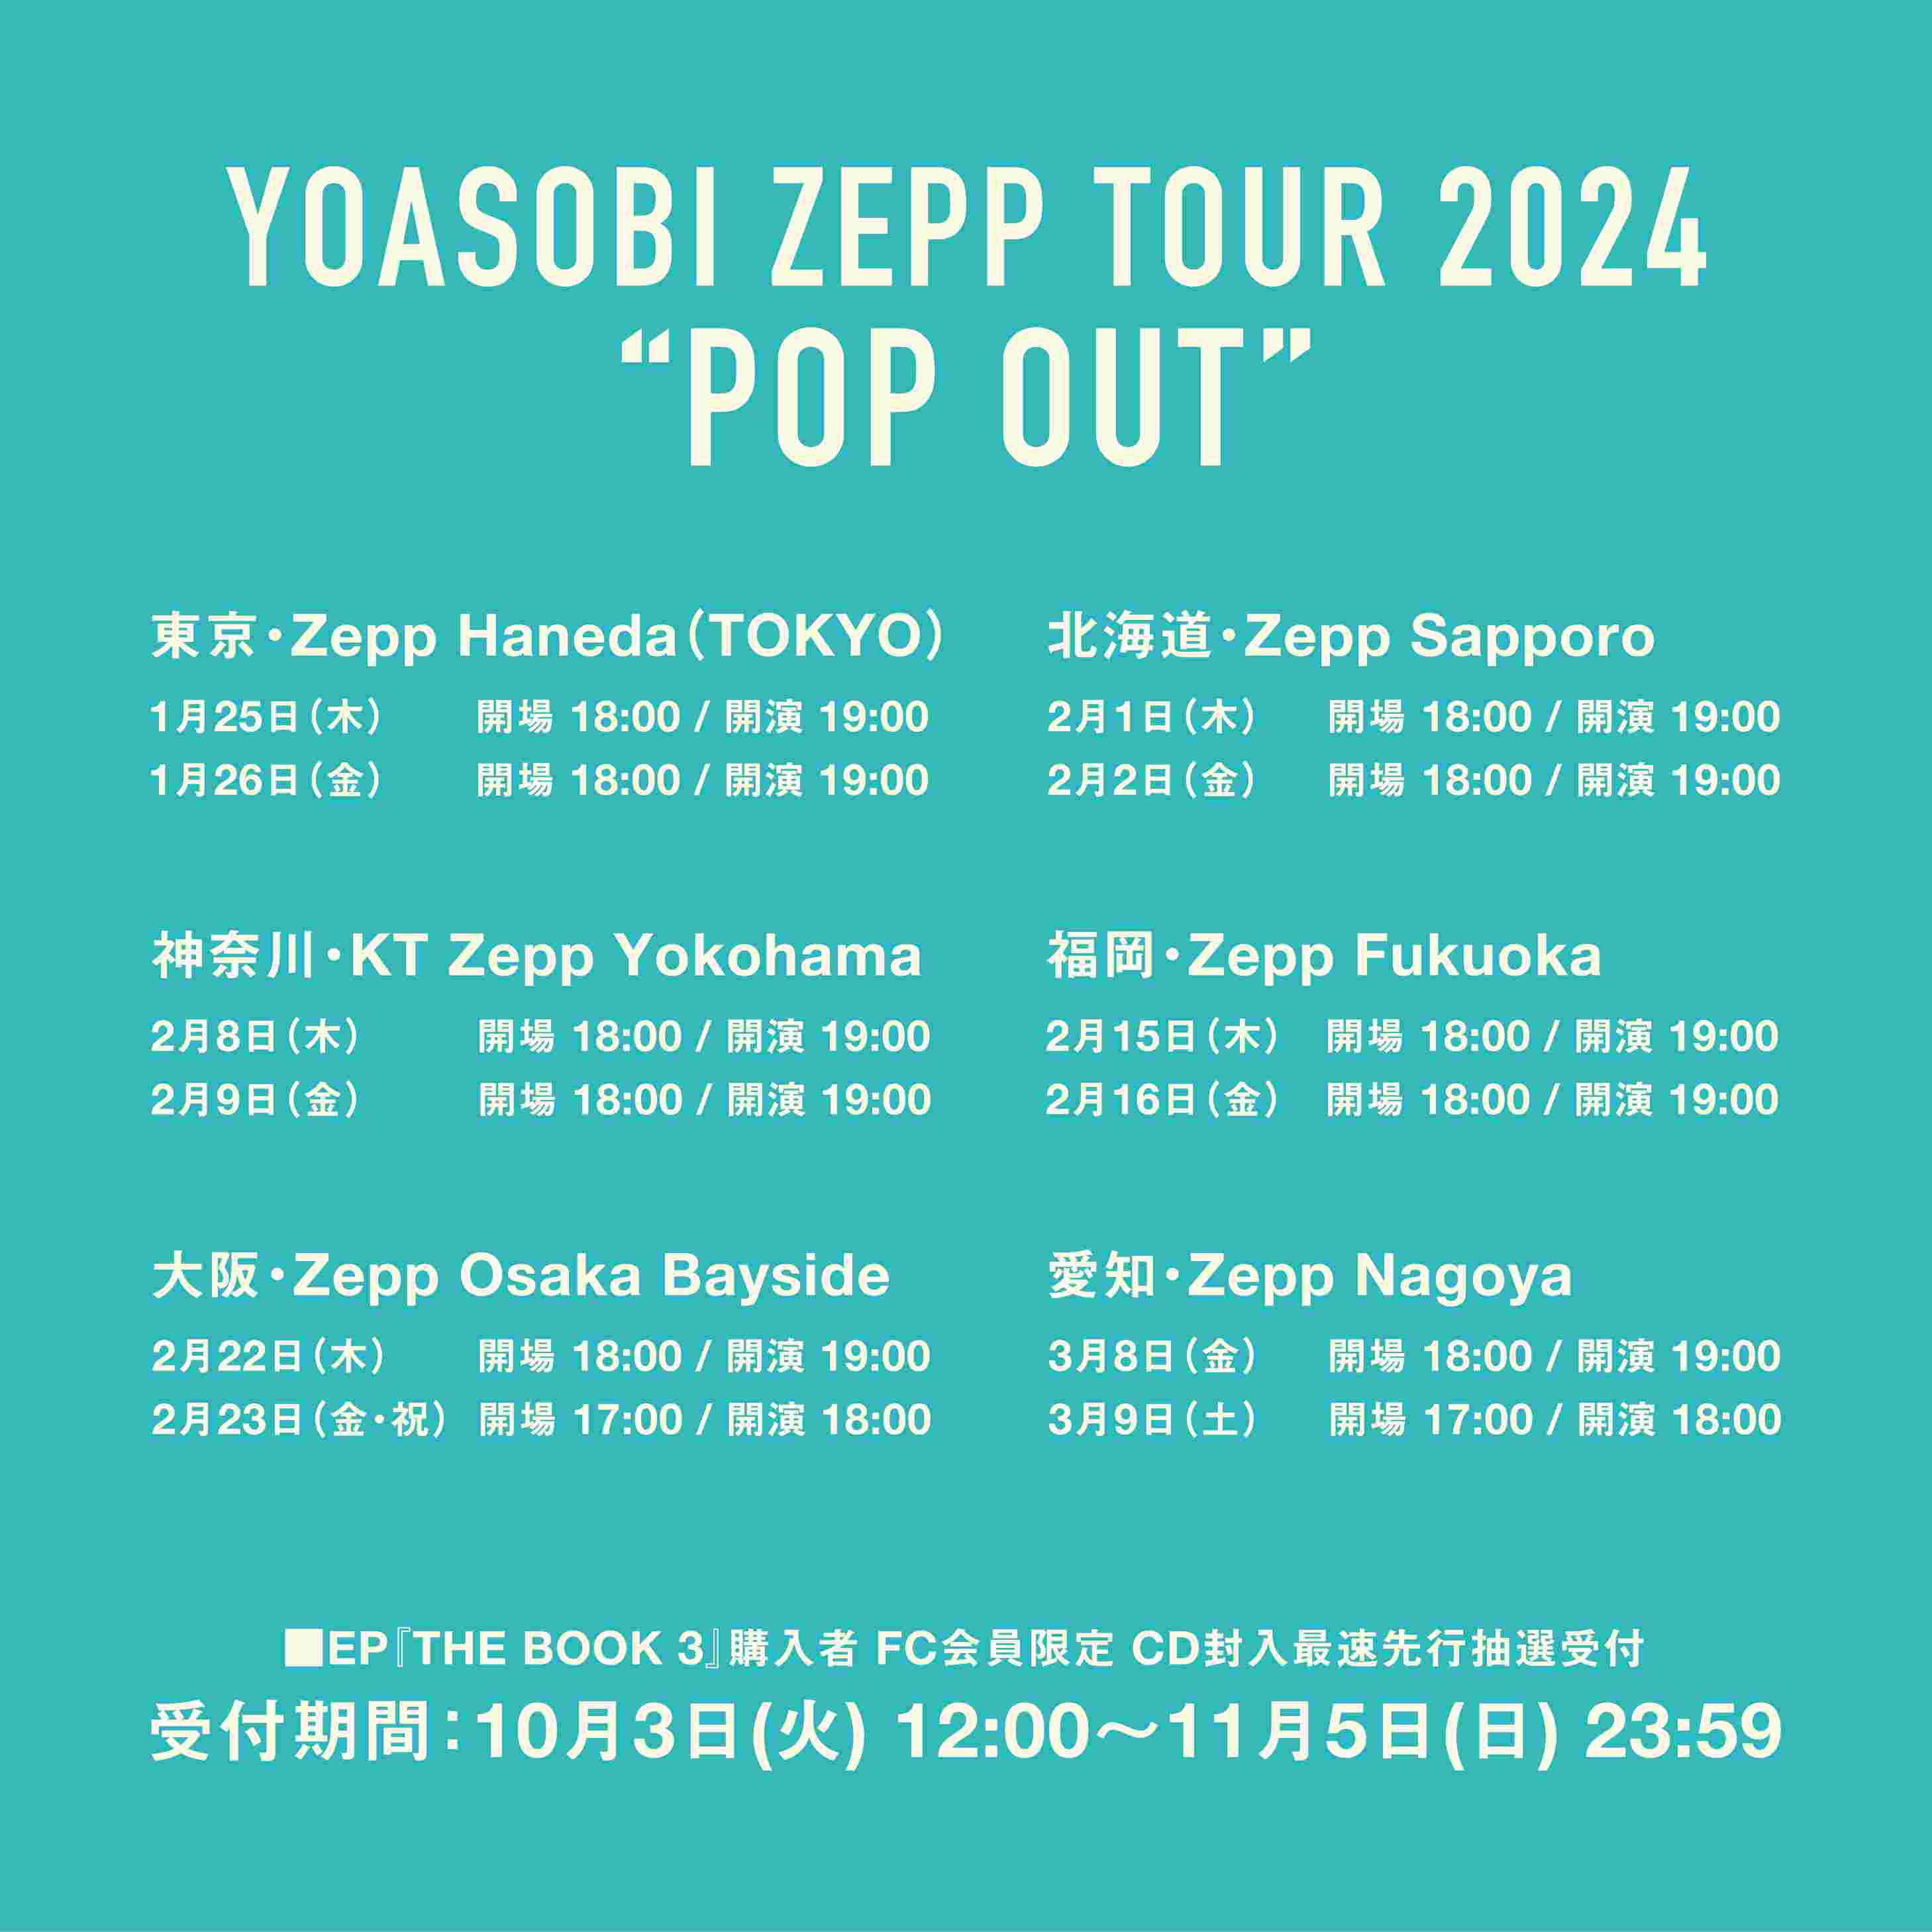 YOASOBI ZEPP TOUR 2024
“POP OUT”
東京・Zepp Haneda（TOKYO）
1月25日（木） 開場 18:00 / 開演 19:00
1月26日（金） 開場 18:00 / 開演 19:00
北海道・Zepp Sapporo
2月1日（木） 開場 18:00 / 開演 19:00
2月2日（金） 開場 18:00 / 開演 19:00
神奈川・KT Zepp Yokohama
2月8日（木） 開場 18:00 / 開演 19:00
2月9日（金） 開場 18:00 / 開演 19:00
福岡・Zepp Fukuoka
2月15日（木） 開場 18:00 / 開演 19:00
2月16日（金） 開場 18:00 / 開演 19:00
大阪・Zepp Osaka Bayside
2月22日（木） 開場 18:00 / 開演 19:00
2月23日（金・祝） 開場 17:00 / 開演 18:00
愛知・Zepp Nagoya
3月8日（金） 開場 18:00 / 開演 19:00
3月9日（土） 開場 17:00 / 開演 18:00
■EP『THE BOOK 3』購入者 FC会員限定 CD封入最速先行抽選受付
受付期間：10月3日(火) 12:00〜11月5日(日) 23:59